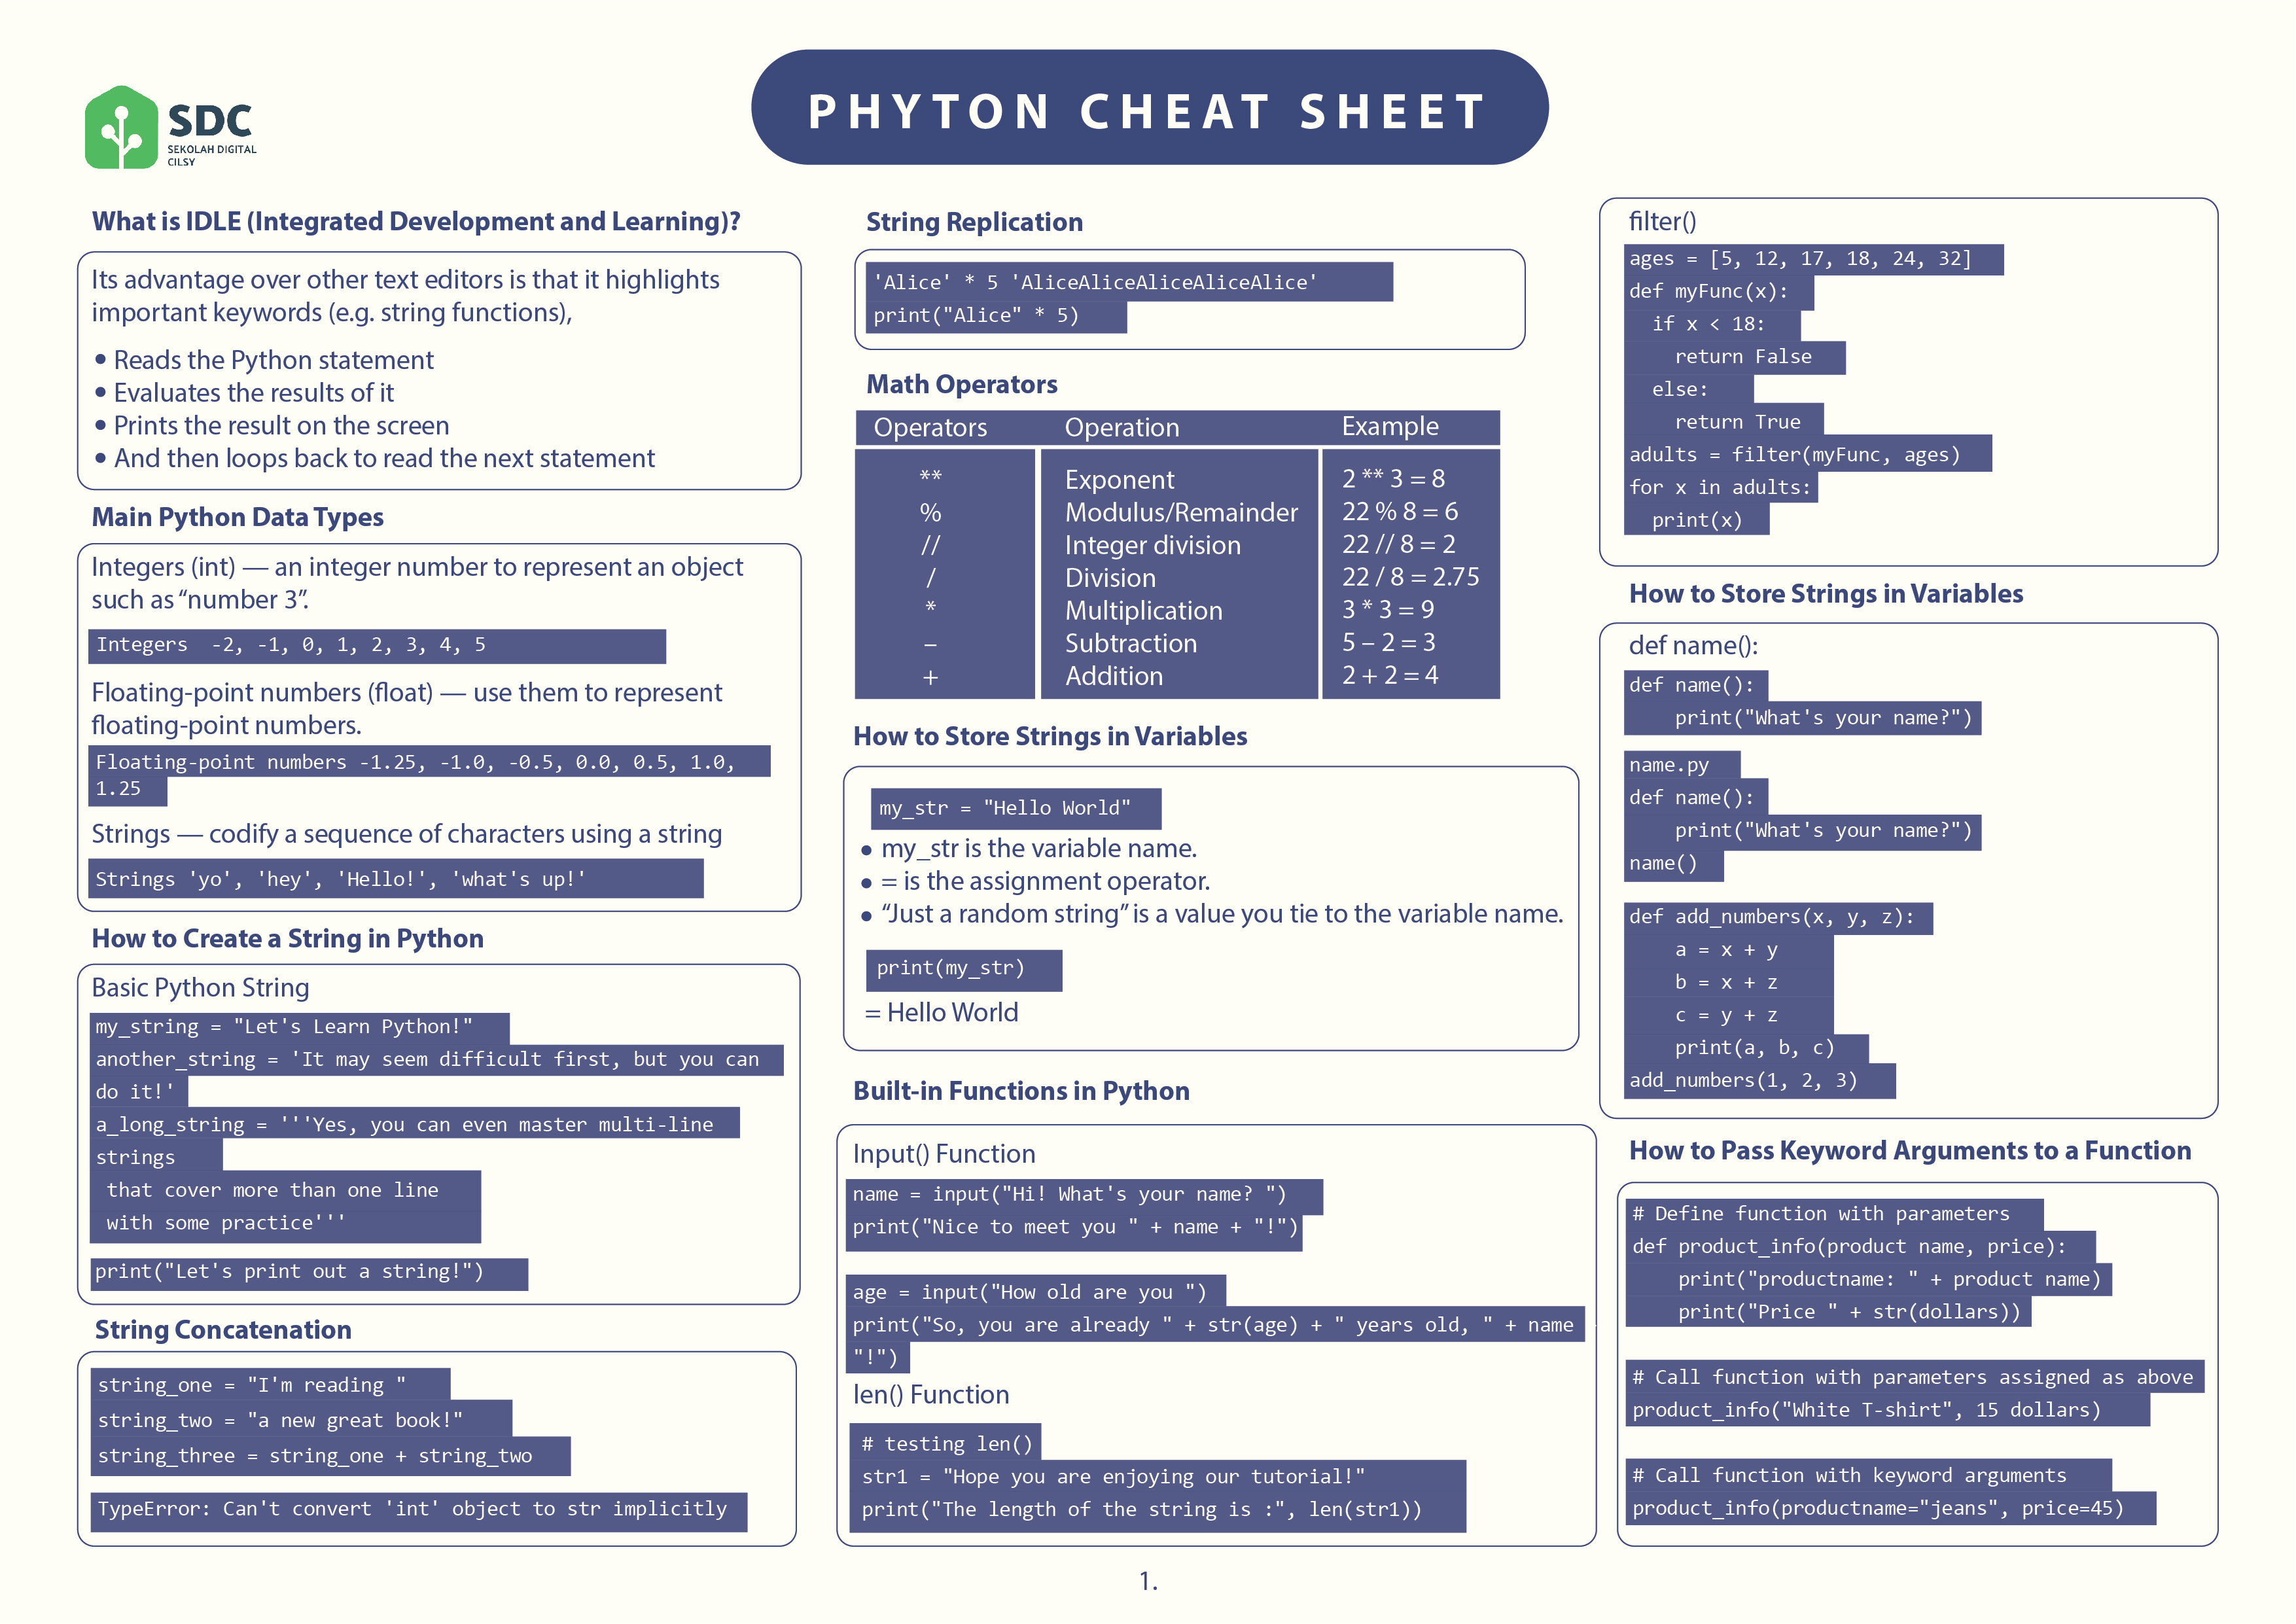 SDC
SEKOLAH DIGITAL
CILSY
PHYTON CHEAT SHEET
What is IDLE (Integrated Development and Learning)?
Its advantage over other text editors is that it highlights
important keywords (e.g. string functions),
• Reads the Python statement
• Evaluates the results of it
• Prints the result on the screen
• And then loops back to read the next statement
Main Python Data Types
Integers (int) — an integer number to represent an object
such as “number 3”.
Integers  -2, -1, 0, 1, 2, 3, 4, 5
Floating-point numbers (float) — use them to represent
floating-point numbers.
Floating-point numbers -1.25, -1.0, -0.5, 0.0, 0.5, 1.0,
1.25
Strings — codify a sequence of characters using a string
Strings 'yo', 'hey', 'Hello!', 'what's up!'
How to Create a String in Python
Basic Python String
my_string = "Let's Learn Python!"
another_string = 'It may seem difficult first, but you can
do it!'
a_long_string = '''Yes, you can even master multi-line
strings
 that cover more than one line
 with some practice'''
print("Let's print out a string!")
String Concatenation
string_one = "I'm reading "
string_two = "a new great book!"
string_three = string_one + string_two
TypeError: Can't convert 'int' object to str implicitly
String Replication
'Alice' * 5 'AliceAliceAliceAliceAlice'
print("Alice" * 5)
Math Operators
Operators Operation Example
** Exponent 2 ** 3 = 8
% Modulus/Remainder 22 % 8 = 6
// Integer division 22 // 8 = 2
/ Division 22 / 8 = 2.75
* Multiplication 3 * 3 = 9
– Subtraction 5 – 2 = 3
+ Addition 2 + 2 = 4
How to Store Strings in Variables
my_str = "Hello World"
• my_str is the variable name.
• = is the assignment operator.
• “Just a random string” is a value you tie to the variable name.
print(my_str)
= Hello World
Built-in Functions in Python
Input() Function
name = input("Hi! What's your name? ")
print("Nice to meet you " + name + "!")
age = input("How old are you ")
print("So, you are already " + str(age) + " years old, " + name
"!")
len() Function
# testing len()
str1 = "Hope you are enjoying our tutorial!"
print("The length of the string is :", len(str1))
filter()
ages = [5, 12, 17, 18, 24, 32]
def myFunc(x):
  if x < 18:
    return False
  else:
    return True
adults = filter(myFunc, ages)
for x in adults:
  print(x)
How to Store Strings in Variables
def name():
def name():
    print("What's your name?")
name.py
def name():
    print("What's your name?")
name()
def add_numbers(x, y, z):
    a = x + y
    b = x + z
    c = y + z
    print(a, b, c)
add_numbers(1, 2, 3)
How to Pass Keyword Arguments to a Function
# Define function with parameters
def product_info(product name, price):
    print("productname: " + product name)
    print("Price " + str(dollars))
# Call function with parameters assigned as above
product_info("White T-shirt", 15 dollars)
# Call function with keyword arguments
product_info(productname="jeans", price=45)
1.